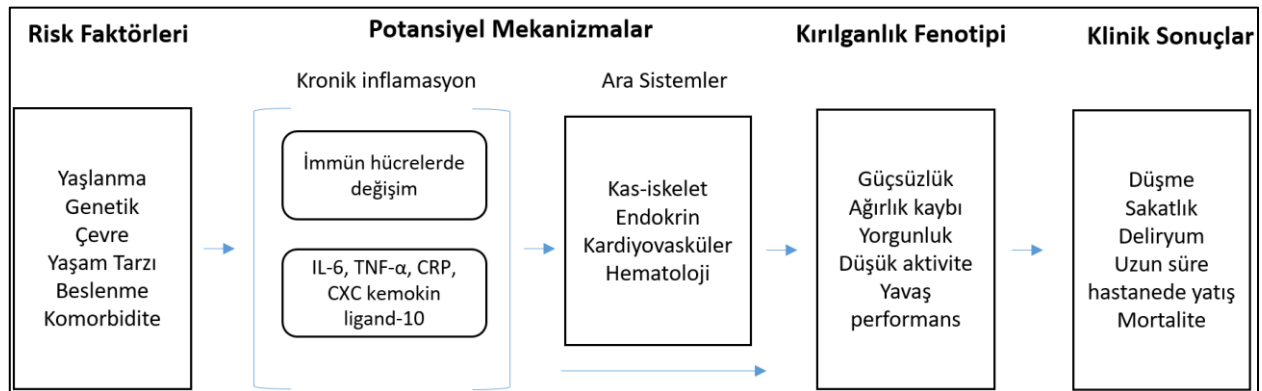 Risk Faktörleri
Potansiyel Mekanizmalar
Kırılganlık Fenotipi
Klinik Sonuçlar
Kronik inflamasyon
Ara Sistemler
Yaşlanma
Genetik
Çevre
Yaşam Tarzı
Beslenme
Komorbidite
İmmün hücrelerde
değişim
IL-6, TNF-α, CRP,
CXC kemokin
ligand-10
Kas-iskelet
Endokrin
Kardiyovasküler
Hematoloji
Güçsüzlük
Ağırlık kaybı
Yorgunluk
Düşük aktivite
Yavaş
performans
Düşme
Sakatlık
Deliryum
Uzun süre
hastanede yatış
Mortalite